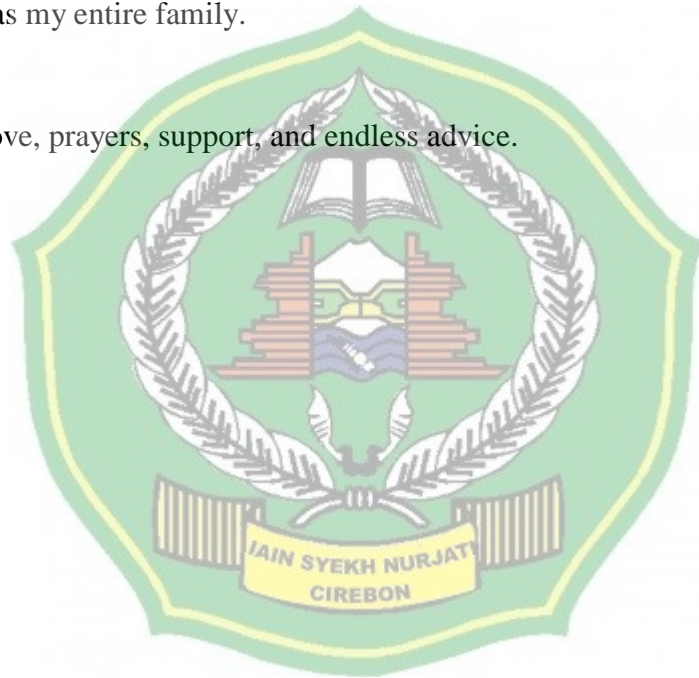 as my entire family.
ove, prayers, support, and endless advice.
IAIN SYEKH NURJATI
CIREBON